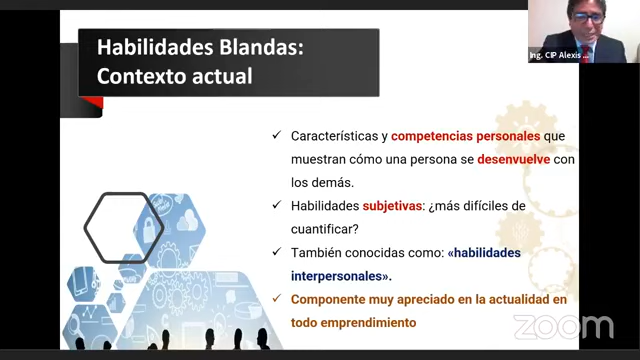 Habilidades Blandas:
Contexto actual
Ing. CIP Alexis ...
✓ Características y competencias personales que
muestran cómo una persona se desenvuelve con
los demás.
✓ Habilidades subjetivas: ¿más difíciles de
cuantificar?
✓ También conocidas como: «habilidades
interpersonales».
✓ Componente muy apreciado en la actualidad en
todo emprendimiento
zoom